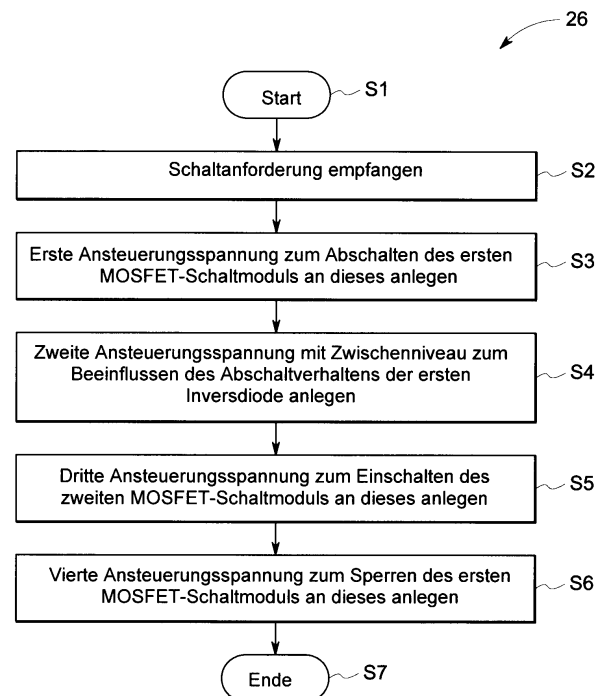 26
Start
S1
Schaltanforderung empfangen
S2
Erste Ansteuerungsspannung zum Abschalten des ersten
MOSFET-Schaltmoduls an dieses anlegen
S3
Zweite Ansteuerungsspannung mit Zwischenniveau zum
Beeinflussen des Abschaltverhaltens der ersten
Inversdiode anlegen
S4
Dritte Ansteuerungsspannung zum Einschalten des
zweiten MOSFET-Schaltmoduls an dieses anlegen
S5
Vierte Ansteuerungsspannung zum Sperren des ersten
MOSFET-Schaltmoduls an dieses anlegen
S6
Ende
S7